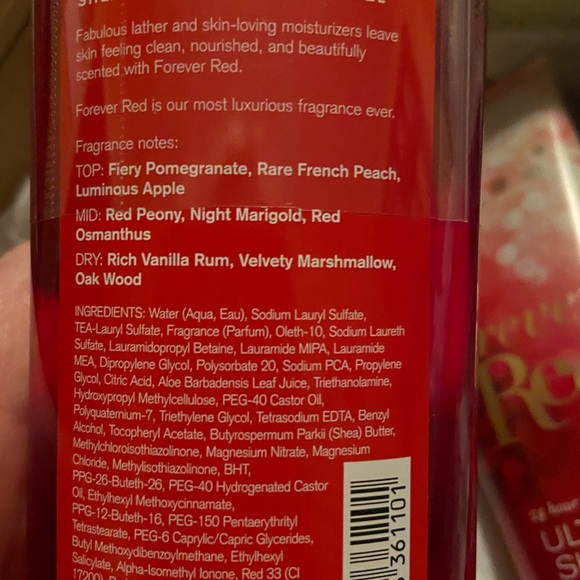 Fabulous lather and skin-loving moisturizers leave
skin feeling clean, nourished, and beautifully
scented with Forever Red.
Forever Red is our most luxurious fragrance ever.
Fragrance notes:
TOP: Fiery Pomegranate, Rare French Peach,
Luminous Apple
MID: Red Peony, Night Marigold, Red
Osmanthus
DRY: Rich Vanilla Rum, Velvety Marshmallow,
Oak Wood
INGREDIENTS: Water (Aqua, Eau), Sodium Lauryl Sulfate,
TEA-Lauryl Sulfate, Fragrance (Parfum), Oleth-10, Sodium Laureth
Sulfate, Lauramidopropyl Betaine, Lauramide MIPA, Lauramide
MEA, Dipropylene Glycol, Polysorbate 20, Sodium PCA, Propylene
Glycol, Citric Acid, Aloe Barbadensis Leaf Juice, Triethanolamine,
Hydroxypropyl Methylcellulose, PEG-40 Castor Oil,
Polyquaternium-7, Triethylene Glycol, Tetrasodium EDTA, Benzyl
Alcohol, Tocopheryl Acetate, Butyrospermum Parkii (Shea) Butter,
Methylchloroisothiazolinone, Magnesium Nitrate, Magnesium
Chloride, Methylisothiazolinone, BHT,
PPG-26-Buteth-26, PEG-40 Hydrogenated Castor
Oil, Ethylhexyl Methoxycinnamate,
PPG-12-Buteth-16, PEG-150 Pentaerythrityl
Tetrastearate, PEG-6 Caprylic/Capric Glycerides,
Butyl Methoxydibenzoylmethane, Ethylhexyl
Salicylate, Alpha-Isomethyl Ionone, Red 33 (CI
17200),
361101